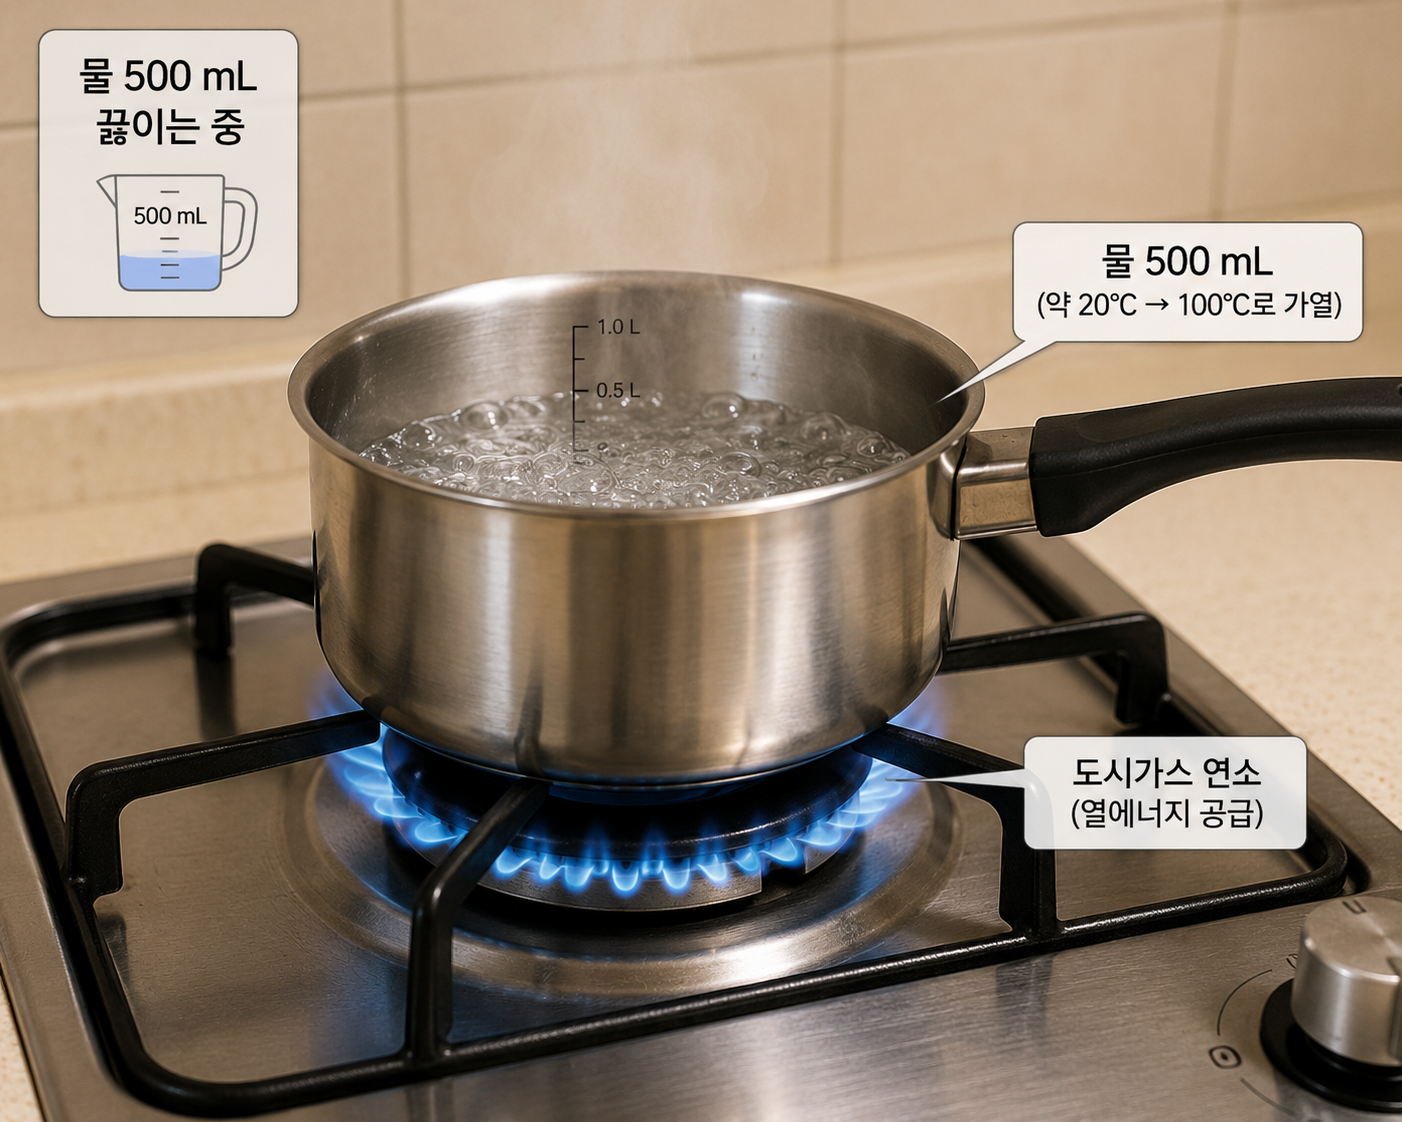 물 500 mL
끓이는 중
500 mL
물 500 mL
(약 20℃ → 100℃로 가열)
1.0 L
0.5 L
도시가스 연소
(열에너지 공급)